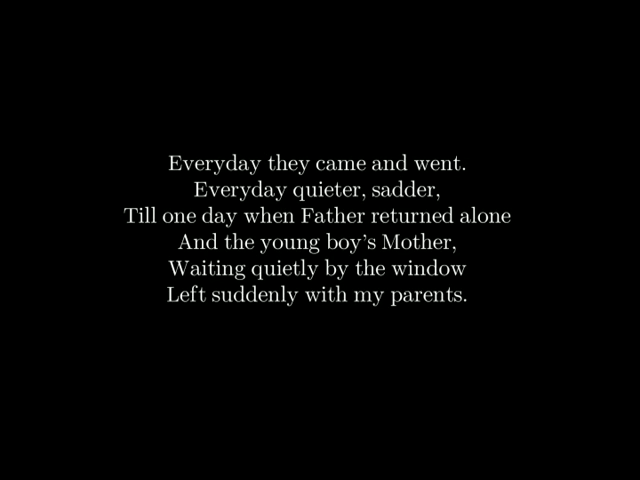 Everyday they came and went.
Everyday quieter, sadder,
Till one day when Father returned alone
And the young boy's Mother,
Waiting quietly by the window
Left suddenly with my parents.